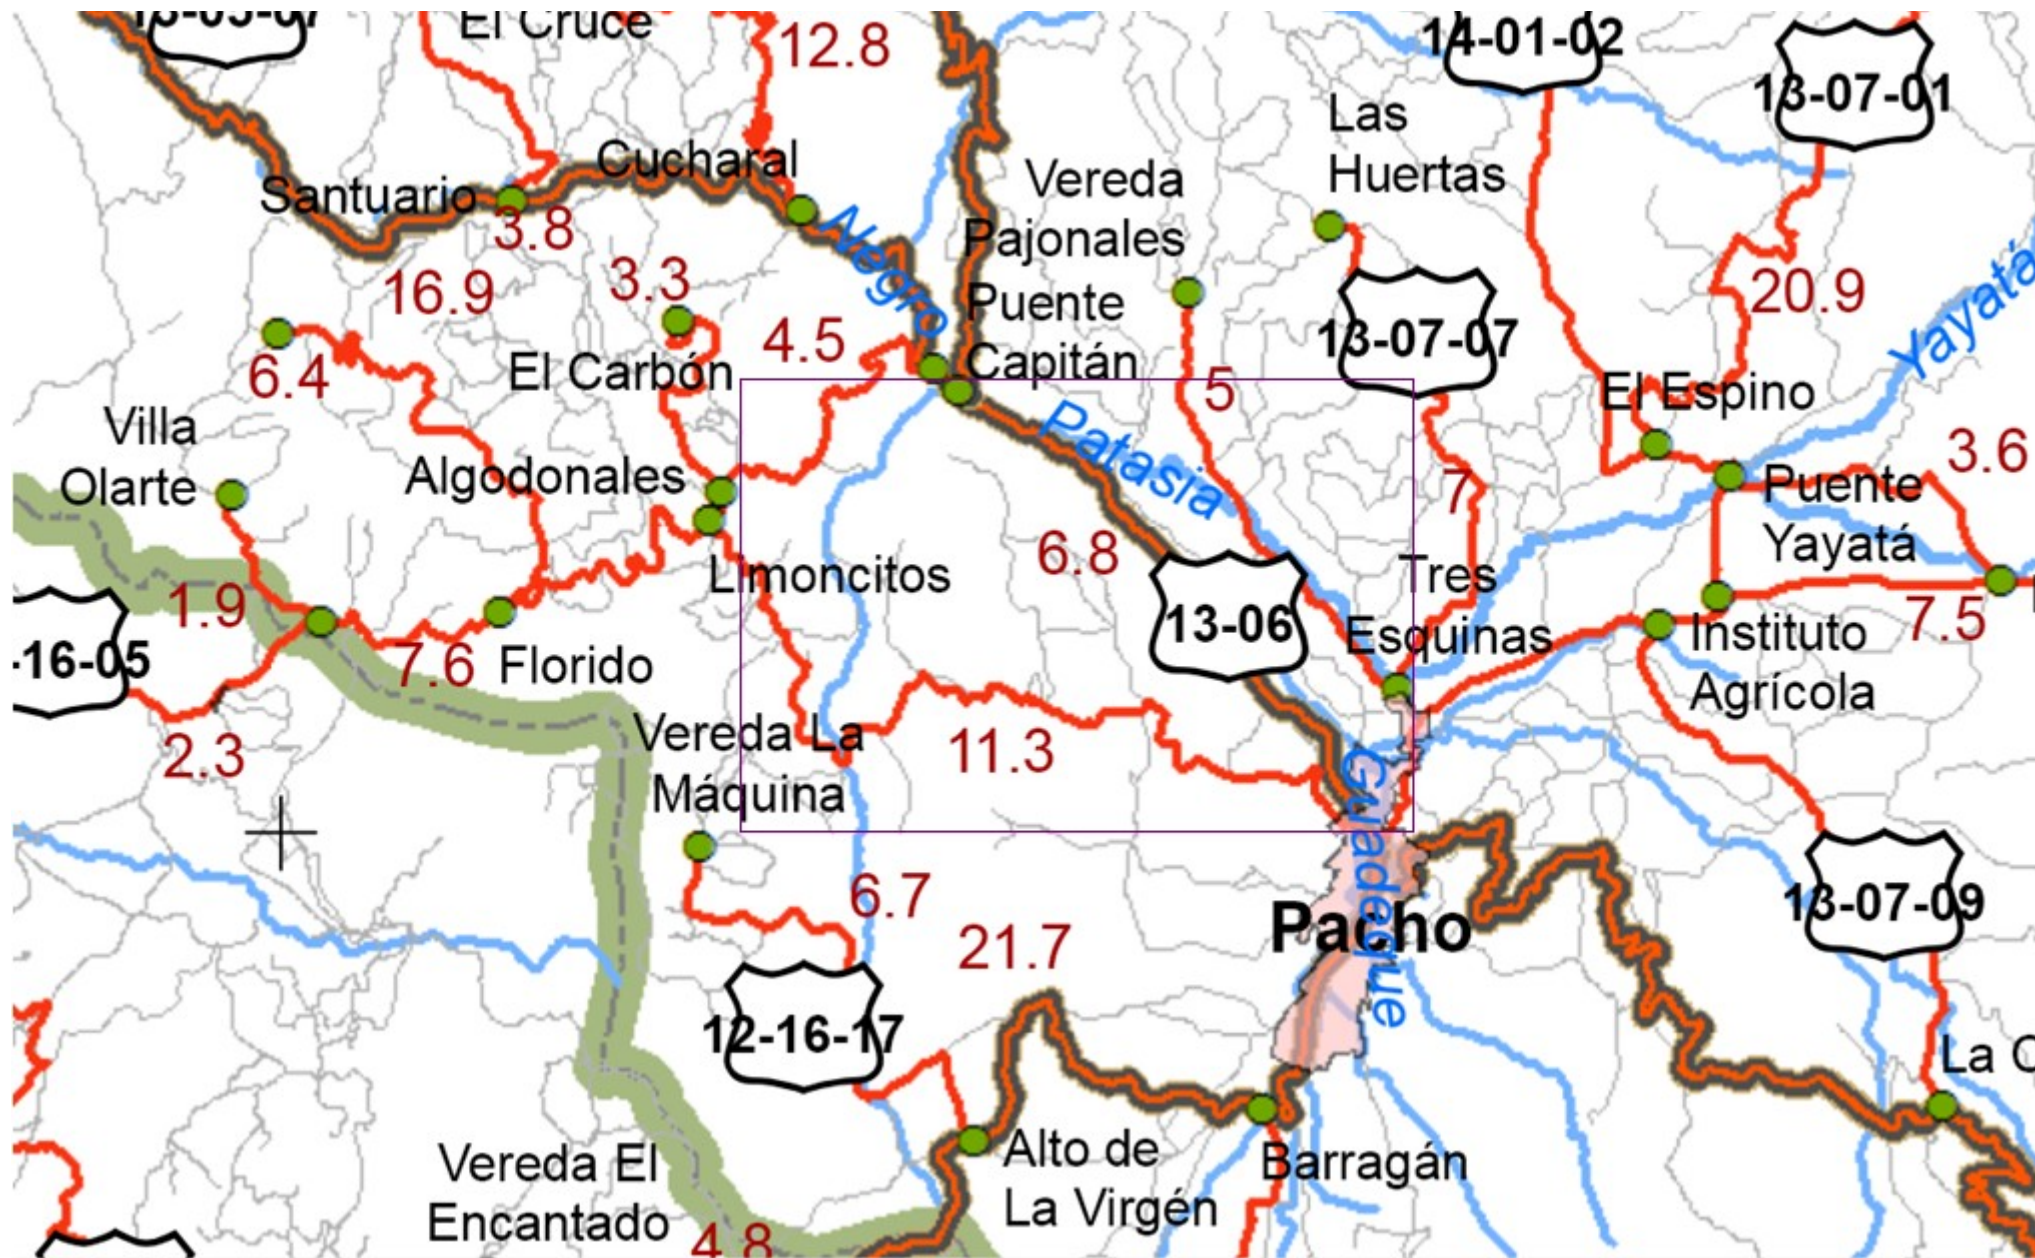 El Cruce
12.8
14-01-02
13-07-01
Las
Huertas
Cucharal
Santuario
3.8
Vereda
Pajonales
Negro
16.9
3.3
4.5
Puente
Capitán
13-07-07
20.9
Yayatá
6.4
El Carbón
5
El Espino
Villa
Olarte
Algodonales
Patasia
7
3.6
Puente
Yayatá
Limoncitos
6.8
13-06
Tres
Esquinas
1.9
-16-05
7.6
Florido
Instituto
Agrícola
7.5
2.3
Vereda La
Máquina
11.3
Guadeque
6.7
21.7
Pacho
13-07-09
12-16-17
La
Alto de
La Virgén
Barragán
Vereda El
Encantado
4.8